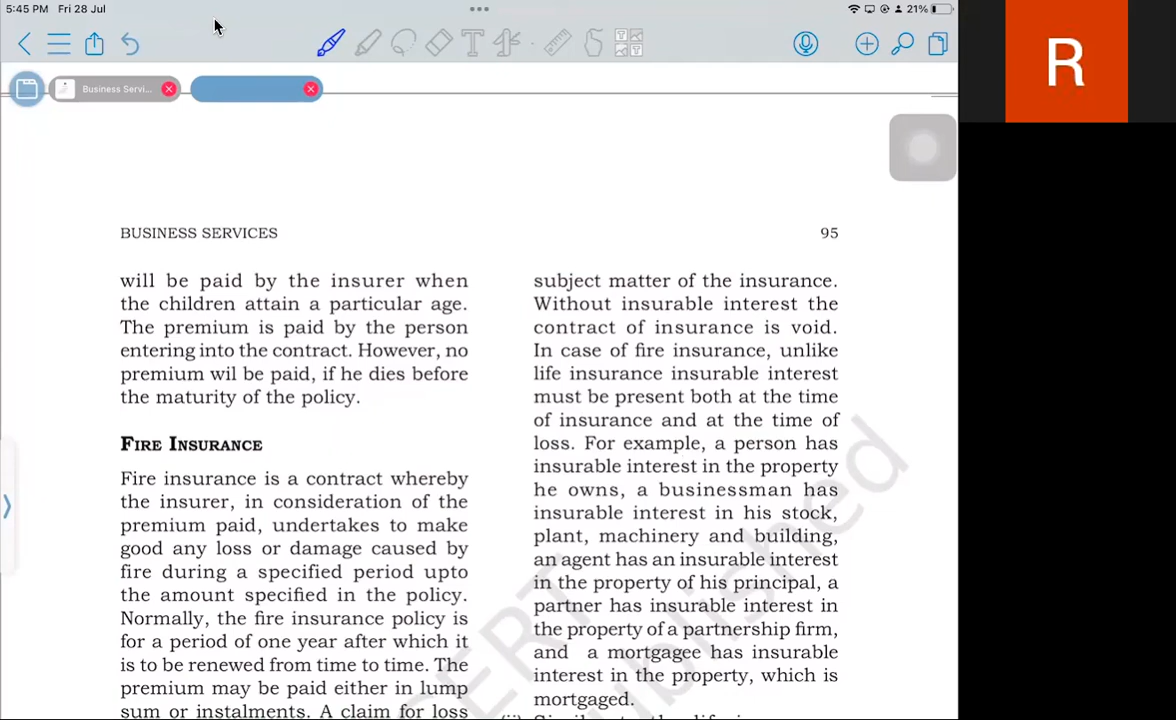 5:45 PM Fri 28 Jul
21%
Business Servi...
R
BUSINESS SERVICES
95
will be paid by the insurer when
the children attain a particular age.
The premium is paid by the person
entering into the contract. However, no
premium wil be paid, if he dies before
the maturity of the policy.
FIRE INSURANCE
Fire insurance is a contract whereby
the insurer, in consideration of the
premium paid, undertakes to make
good any loss or damage caused by
fire during a specified period upto
the amount specified in the policy.
Normally, the fire insurance policy is
for a period of one year after which it
is to be renewed from time to time. The
premium may be paid either in lump
sum or instalments. A claim for loss
subject matter of the insurance.
Without insurable interest the
contract of insurance is void.
In case of fire insurance, unlike
life insurance insurable interest
must be present both at the time
of insurance and at the time of
loss. For example, a person has
insurable interest in the property
he owns, a businessman has
insurable interest in his stock,
plant, machinery and building,
an agent has an insurable interest
in the property of his principal, a
partner has insurable interest in
the property of a partnership firm,
and a mortgagee has insurable
interest in the property, which is
mortgaged.